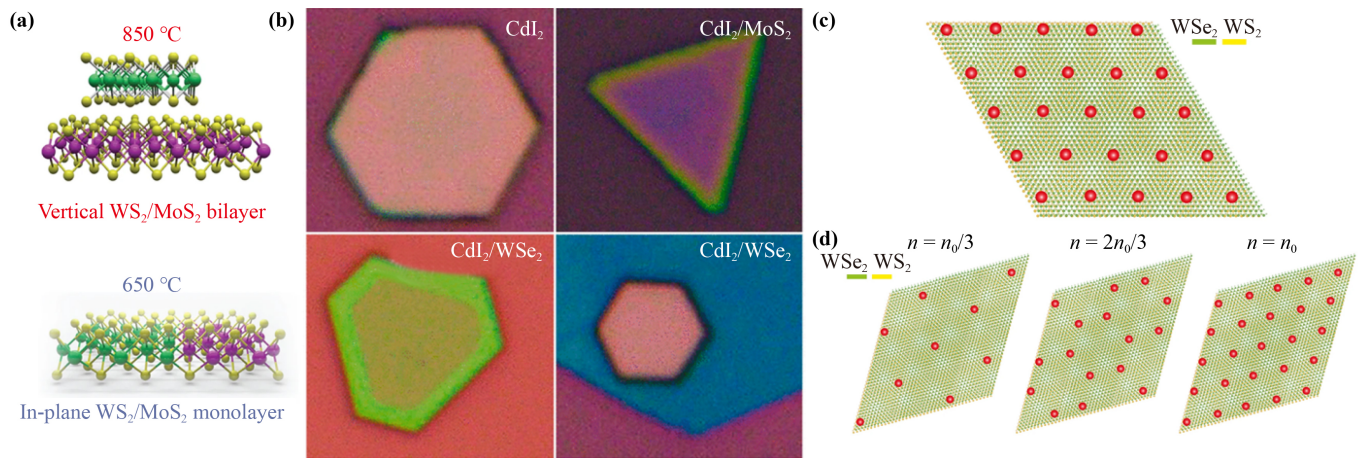 (a)
850 ℃
Vertical WS₂/MoS₂ bilayer
650 ℃
In-plane WS₂/MoS₂ monolayer
(b)
CdI₂
CdI₂/MoS₂
CdI₂/WSe₂
CdI₂/WSe₂
(c)
WSe₂ WS₂
(d)
n = n₀/3
n = 2n₀/3
n = n₀
WSe₂ WS₂